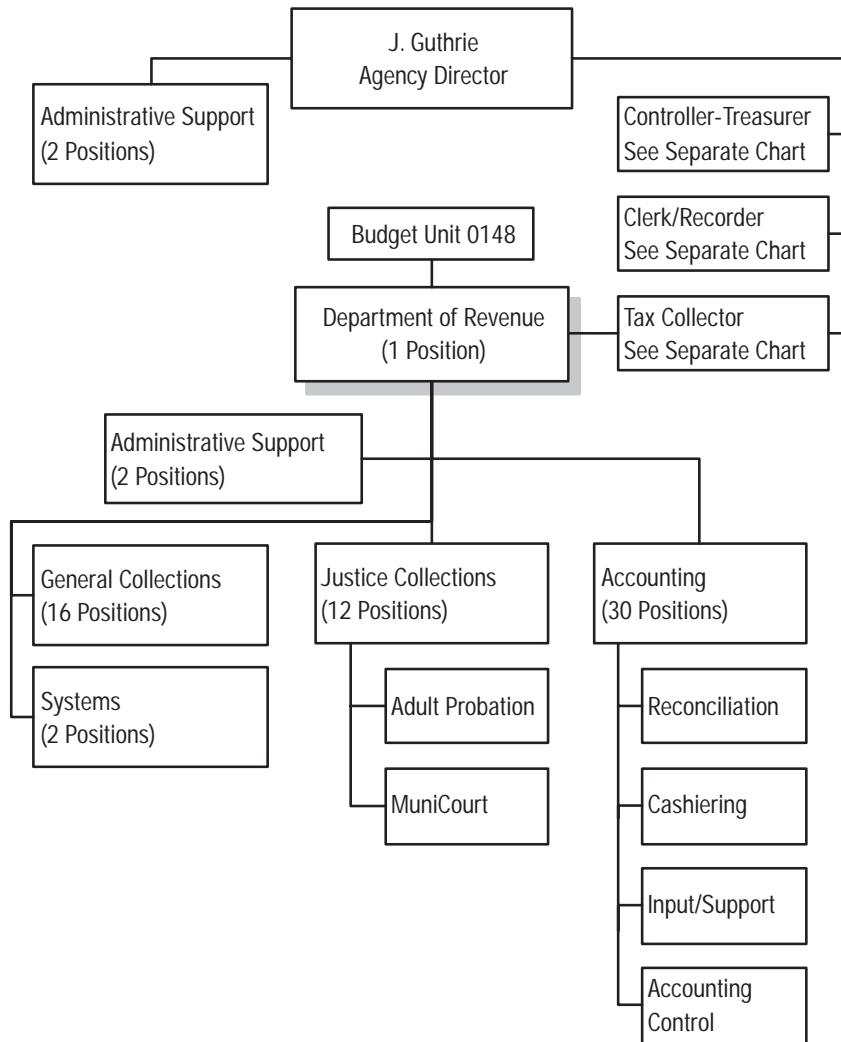 J. Guthrie
Agency Director
Administrative Support
(2 Positions)
Controller-Treasurer
See Separate Chart
Clerk/Recorder
See Separate Chart
Budget Unit 0148
Department of Revenue
(1 Position)
Tax Collector
See Separate Chart
Administrative Support
(2 Positions)
General Collections
(16 Positions)
Justice Collections
(12 Positions)
Accounting
(30 Positions)
Systems
(2 Positions)
Adult Probation
Reconciliation
MuniCourt
Cashiering
Input/Support
Accounting
Control